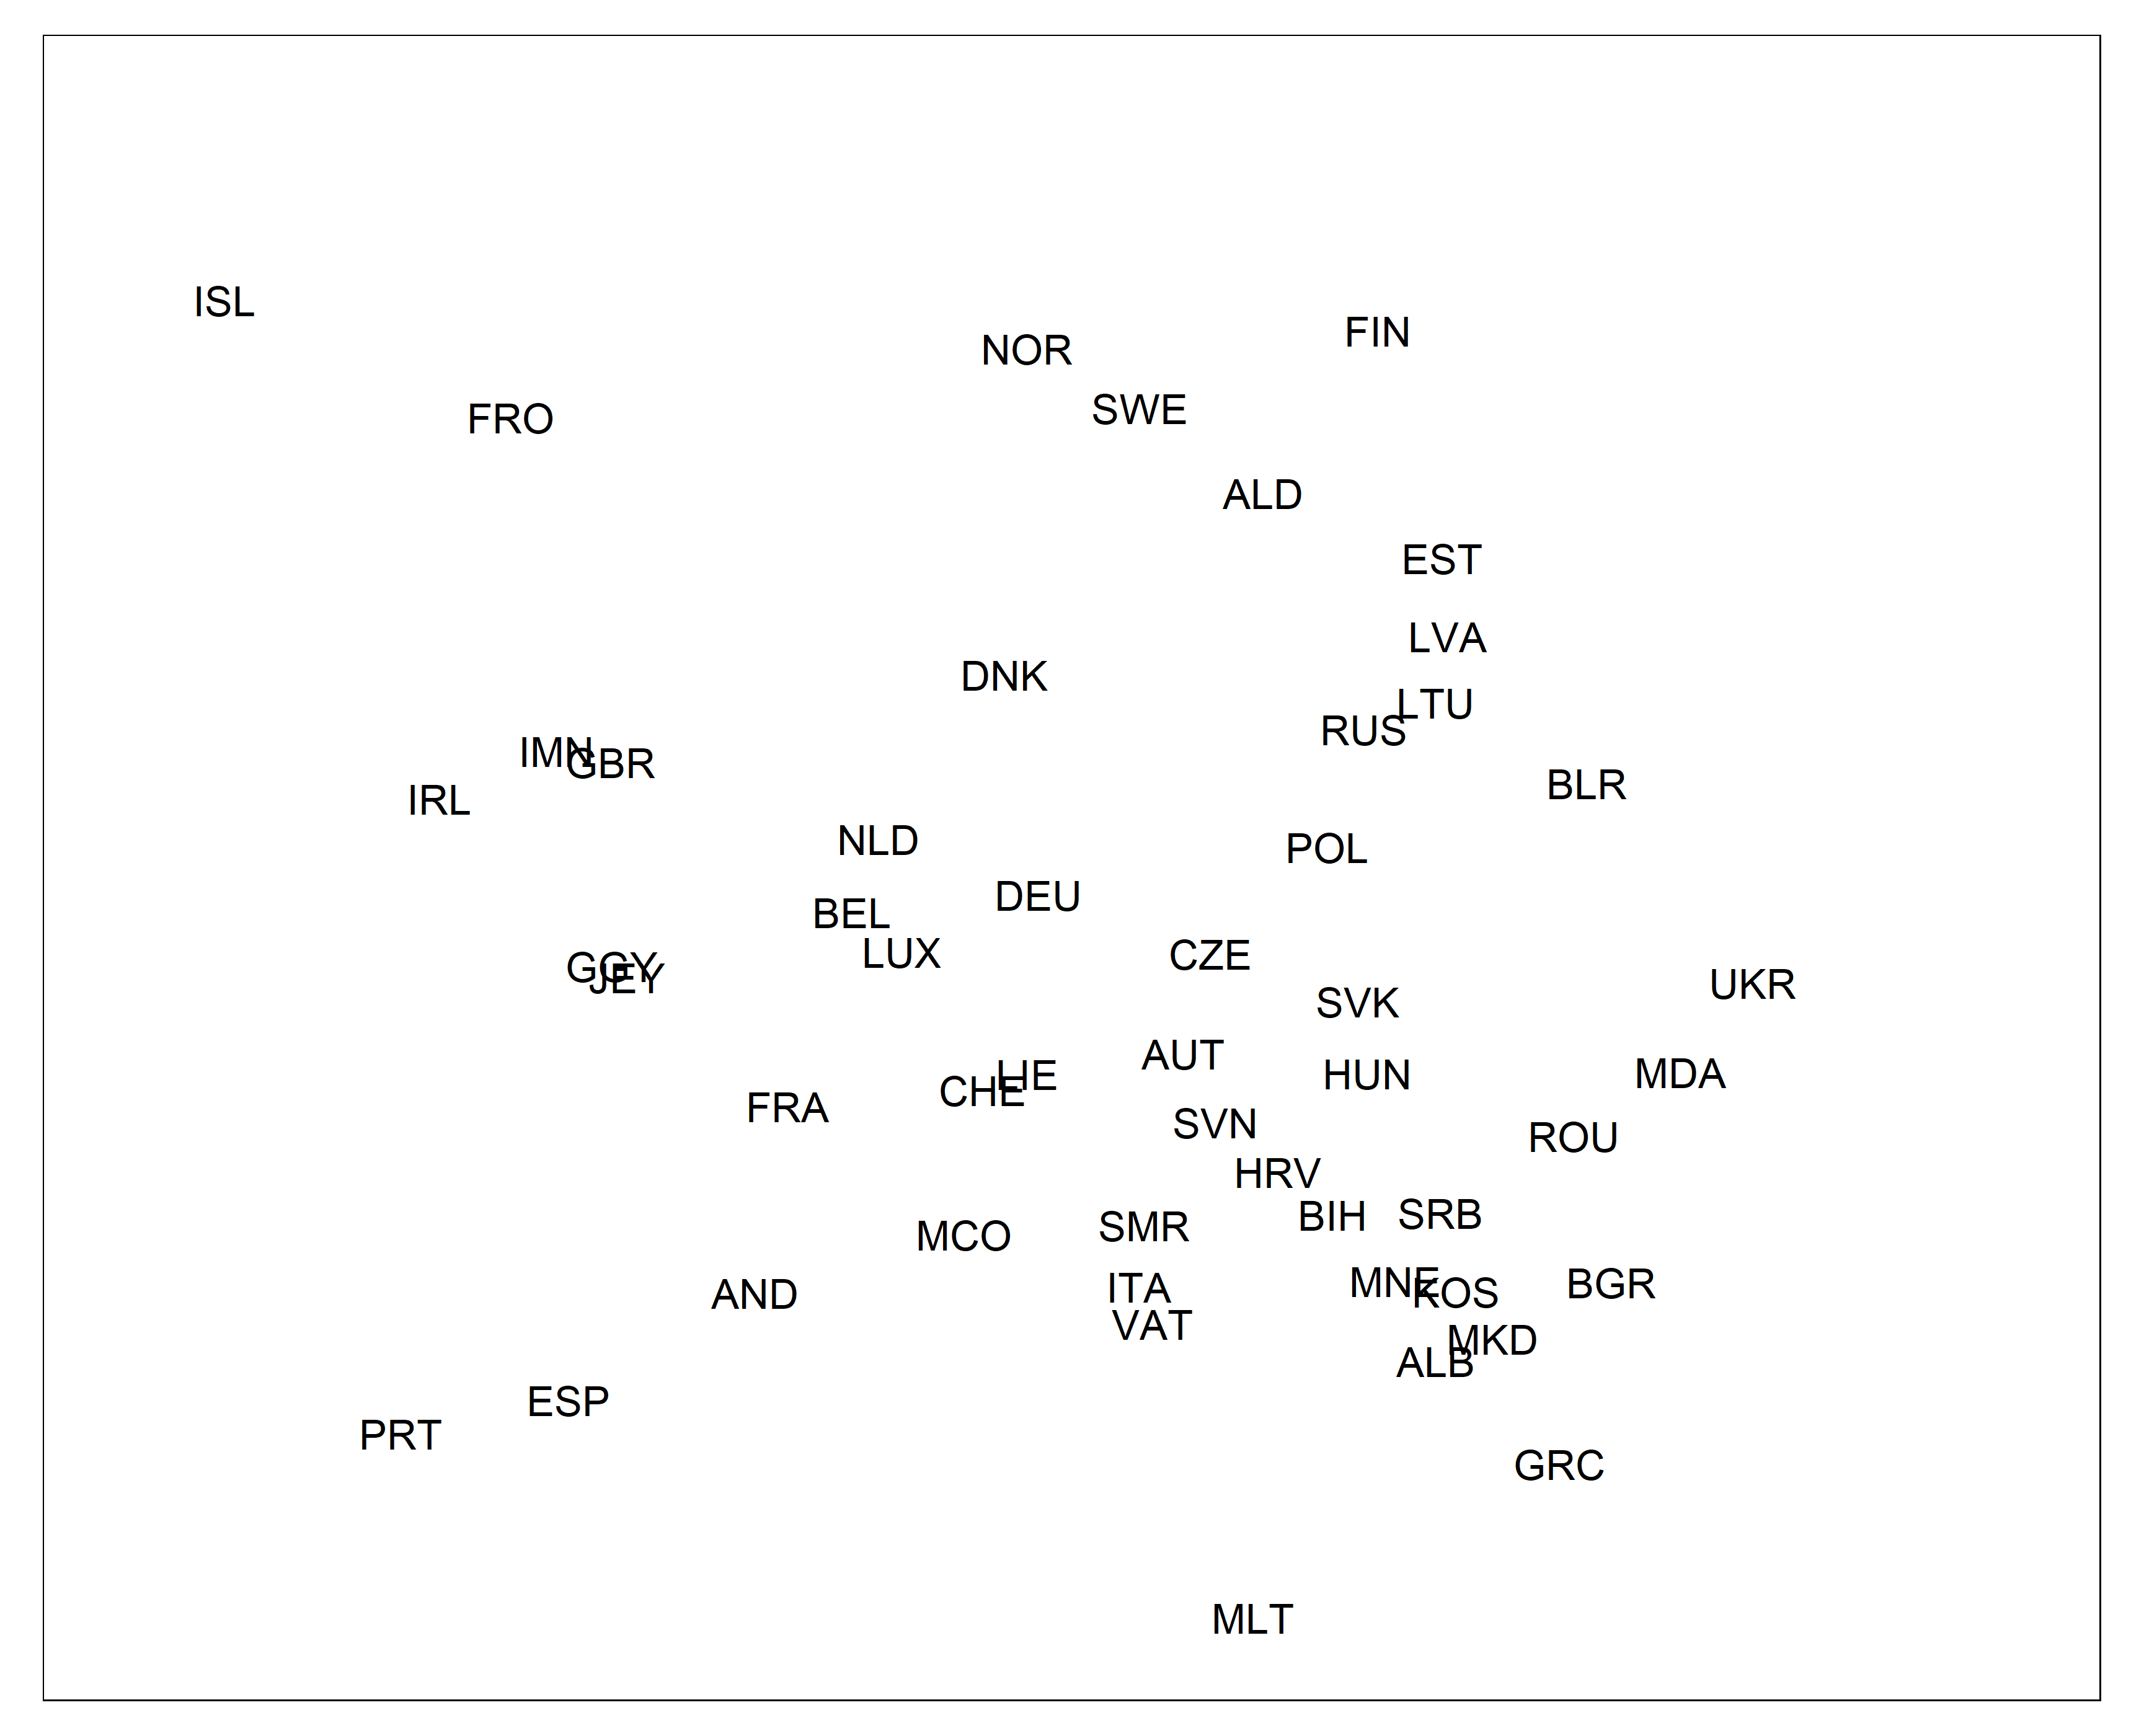 ISL
FIN
NOR
SWE
FRO
ALD
EST
LVA
DNK
LTU
RUS
IMN
GBR
BLR
IRL
NLD
POL
DEU
BEL
LUX
CZE
GGY
JEY
UKR
SVK
AUT
LIE
HUN
MDA
CHE
FRA
SVN
ROU
HRV
SRB
BIH
SMR
MCO
MNE
BGR
ITA
KOS
AND
VAT
MKD
ALB
ESP
PRT
GRC
MLT